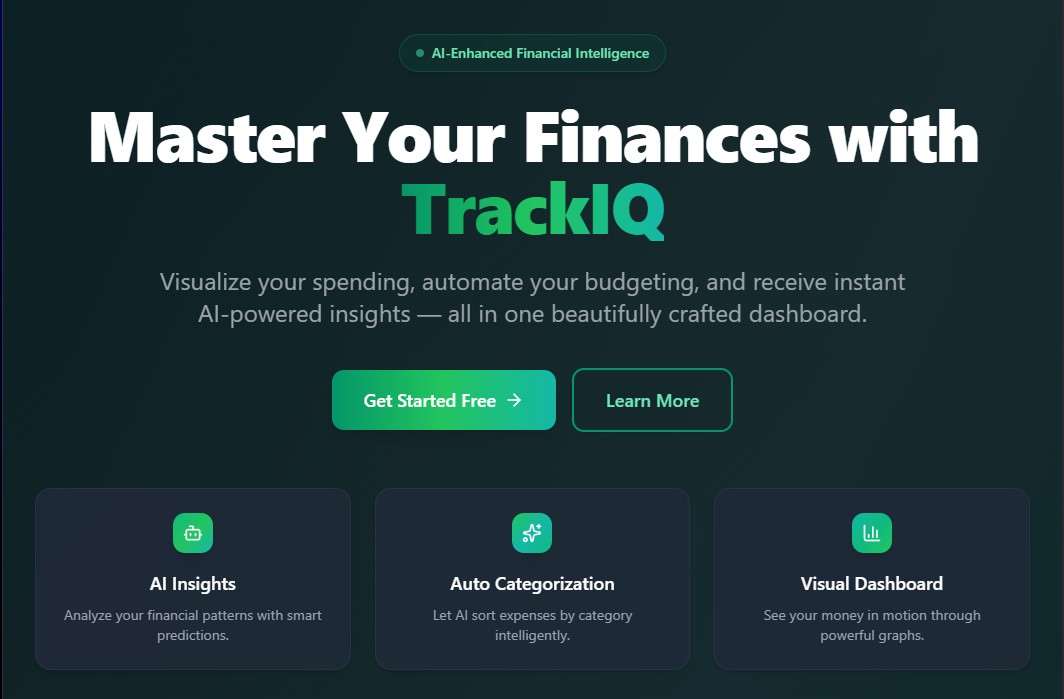 AI-Enhanced Financial Intelligence
Master Your Finances with
TrackIQ
Visualize your spending, automate your budgeting, and receive instant
AI-powered insights — all in one beautifully crafted dashboard.
Get Started Free →
Learn More
AI Insights
Analyze your financial patterns with smart
predictions.
Auto Categorization
Let AI sort expenses by category
intelligently.
Visual Dashboard
See your money in motion through
powerful graphs.